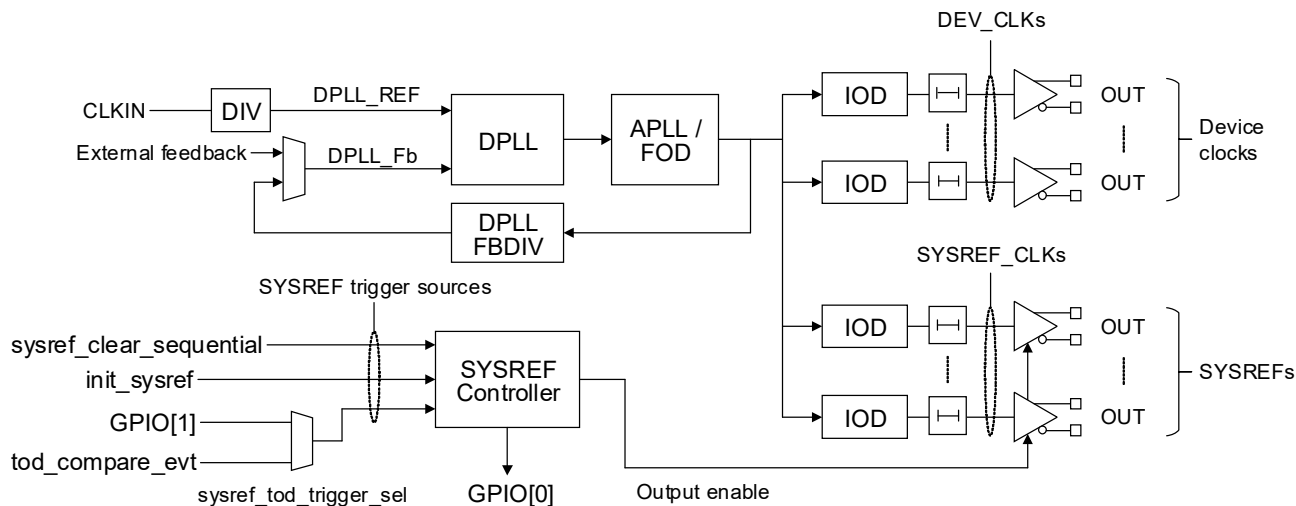 DEV_CLKs
CLKIN
DIV
DPLL_REF
External feedback
DPLL_Fb
DPLL
APLL /
FOD
DPLL
FBDIV
IOD
OUT
IOD
OUT
Device
clocks
SYSREF_CLKs
IOD
OUT
IOD
OUT
SYSREFs
SYSREF trigger sources
sysref_clear_sequential
init_sysref
GPIO[1]
tod_compare_evt
sysref_tod_trigger_sel
SYSREF
Controller
GPIO[0]
Output enable